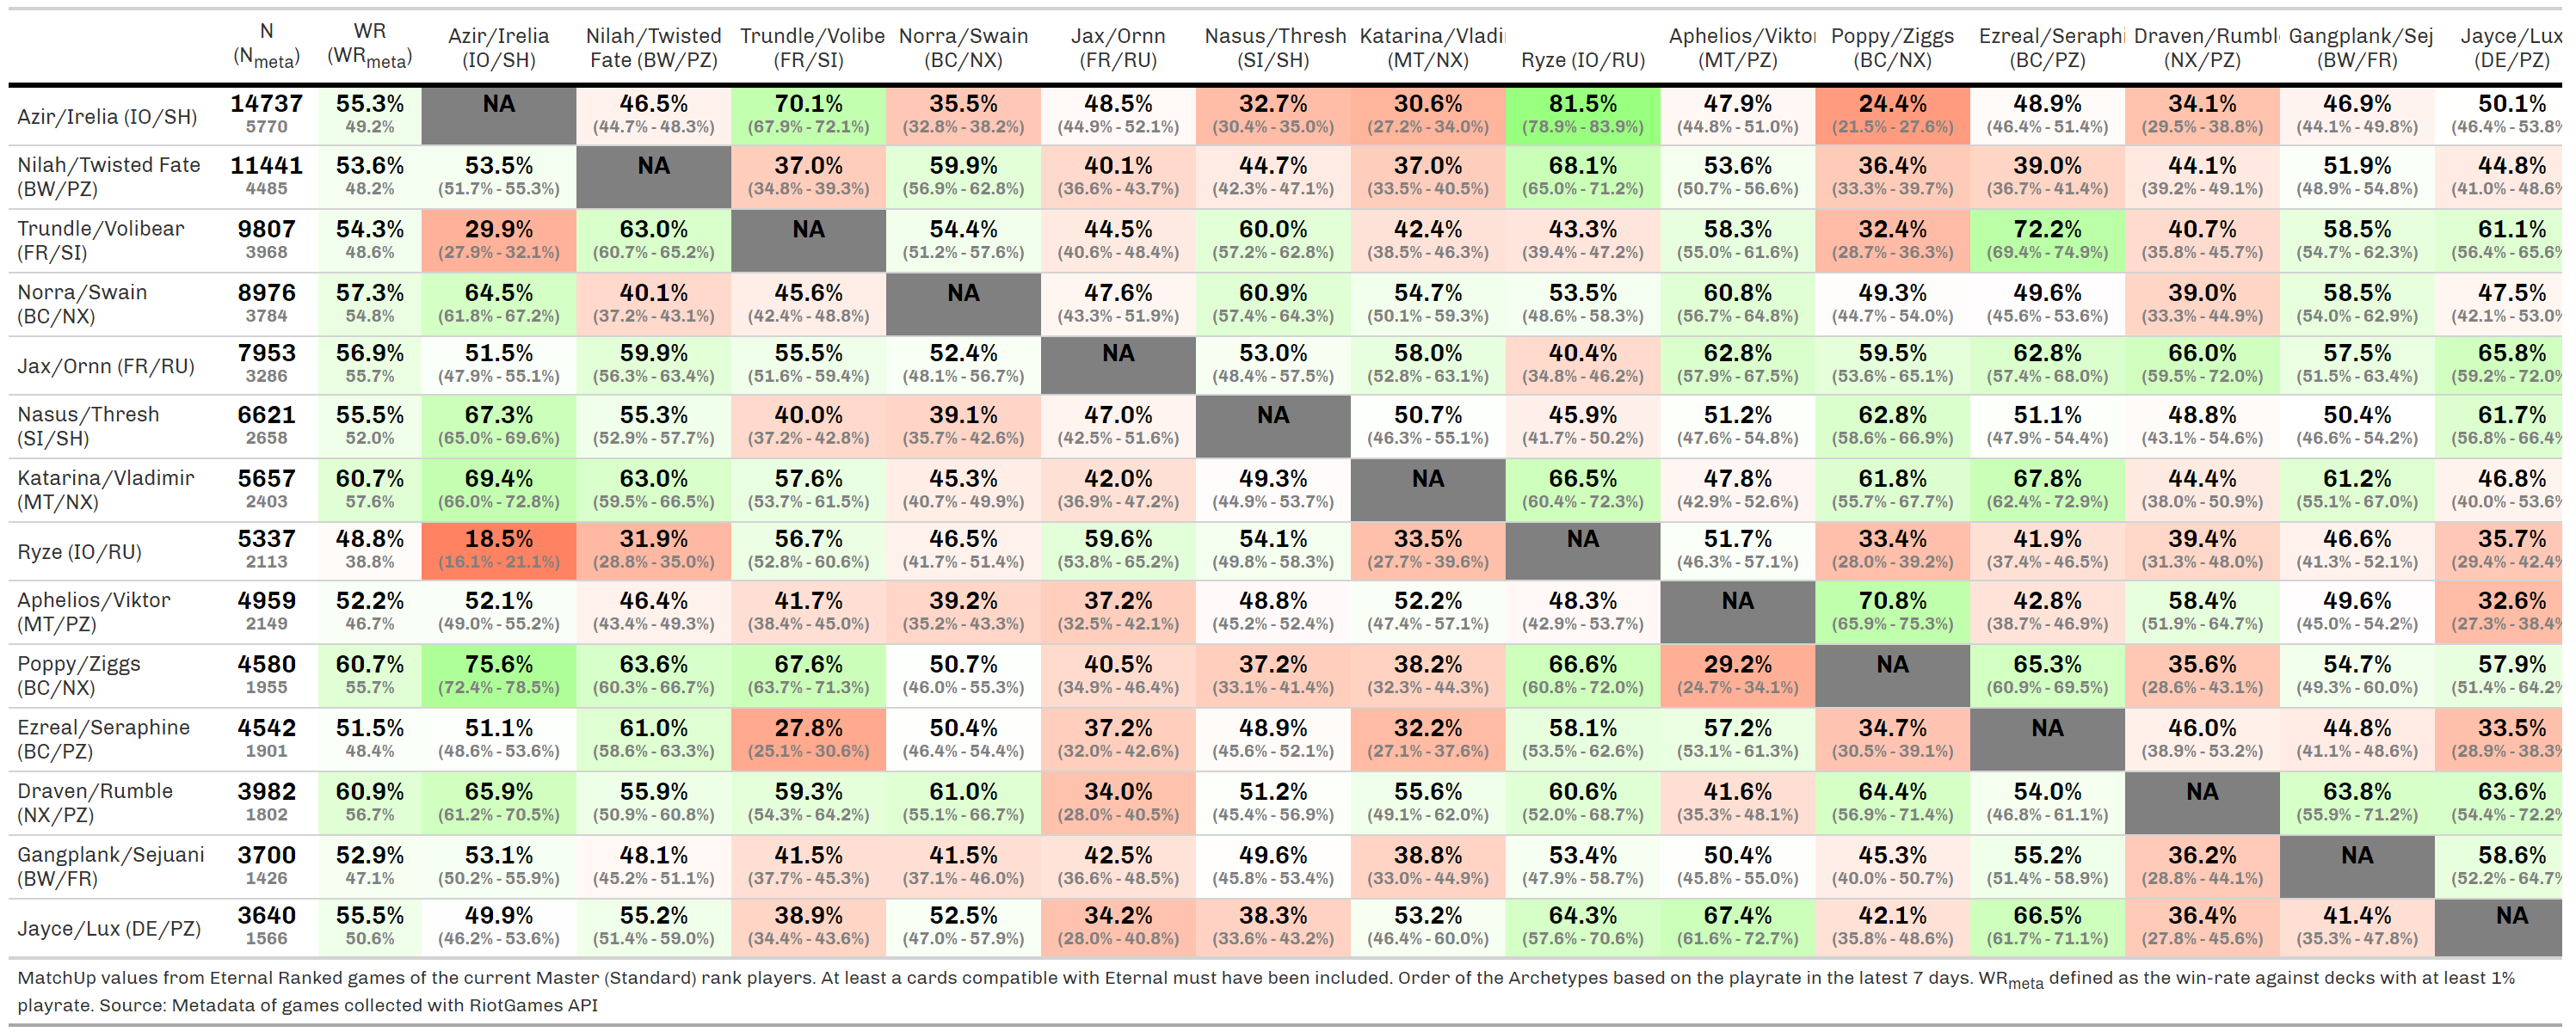 N WR Azir/Irelia Nilah/Twisted Trundle/Volibe Norra/Swain Jax/Ornn Nasus/Thresh Katarina/Vladi Aphelios/Viktor Poppy/Ziggs Ezreal/Seraphi Draven/Rumbl Gangplank/Sej Jayce/Lux
(Nmeta) (WRmeta) (IO/SH) Fate (BW/PZ) (FR/SI) (BC/NX) (FR/RU) (SI/SH) (MT/NX) Ryze (IO/RU) (MT/PZ) (BC/NX) (BC/PZ) (NX/PZ) (BW/FR) (DE/PZ)
Azir/Irelia (IO/SH) 14737 55.3% NA 46.5% 70.1% 35.5% 48.5% 32.7% 30.6% 81.5% 47.9% 24.4% 48.9% 34.1% 46.9% 50.1%
5770 49.2% (44.7% - 48.3%) (67.9% - 72.1%) (32.8% - 38.2%) (44.9% - 52.1%) (30.4% - 35.0%) (27.2% - 34.0%) (78.9% - 83.9%) (44.8% - 51.0%) (21.5% - 27.6%) (46.4% - 51.4%) (29.5% - 38.8%) (44.1% - 49.8%) (46.4% - 53.8%
Nilah/Twisted Fate 11441 53.6% 53.5% NA 37.0% 59.9% 40.1% 44.7% 37.0% 68.1% 53.6% 36.4% 39.0% 44.1% 51.9% 44.8%
(BW/PZ) 4485 48.2% (51.7% - 55.3%) (34.8% - 39.3%) (56.9% - 62.8%) (36.6% - 43.7%) (42.3% - 47.1%) (33.5% - 40.5%) (65.0% - 71.2%) (50.7% - 56.6%) (33.3% - 39.7%) (36.7% - 41.4%) (39.2% - 49.1%) (48.9% - 54.8%) (41.0% - 48.6%
Trundle/Volibear 9807 54.3% 29.9% 63.0% NA 54.4% 44.5% 60.0% 42.4% 43.3% 58.3% 32.4% 72.2% 40.7% 58.5% 61.1%
(FR/SI) 3968 48.6% (27.9% - 32.1%) (60.7% - 65.2%) (51.2% - 57.6%) (40.6% - 48.4%) (57.2% - 62.8%) (38.5% - 46.3%) (39.4% - 47.2%) (55.0% - 61.6%) (28.7% - 36.3%) (69.4% - 74.9%) (35.8% - 45.7%) (54.7% - 62.3%) (56.4% - 65.6%
Norra/Swain 8976 57.3% 64.5% 40.1% 45.6% NA 47.6% 60.9% 54.7% 53.5% 60.8% 49.3% 49.6% 39.0% 58.5% 47.5%
(BC/NX) 3784 54.8% (61.8% - 67.2%) (37.2% - 43.1%) (42.4% - 48.8%) (43.3% - 51.9%) (57.4% - 64.3%) (50.1% - 59.3%) (48.6% - 58.3%) (56.7% - 64.8%) (44.7% - 54.0%) (45.6% - 53.6%) (33.3% - 44.9%) (54.0% - 62.9%) (42.1% - 53.0%
Jax/Ornn (FR/RU) 7953 56.9% 51.5% 59.9% 55.5% 52.4% NA 53.0% 58.0% 40.4% 62.8% 59.5% 62.8% 66.0% 57.5% 65.8%
3286 55.7% (47.9% - 55.1%) (56.3% - 63.4%) (51.6% - 59.4%) (48.1% - 56.7%) (48.4% - 57.5%) (52.8% - 63.1%) (34.8% - 46.2%) (57.9% - 67.5%) (53.6% - 65.1%) (57.4% - 68.0%) (59.5% - 72.0%) (51.5% - 63.4%) (59.2% - 72.0%
Nasus/Thresh 6621 55.5% 67.3% 55.3% 40.0% 39.1% 47.0% NA 50.7% 45.9% 51.2% 62.8% 51.1% 48.8% 50.4% 61.7%
(SI/SH) 2658 52.0% (65.0% - 69.6%) (52.9% - 57.7%) (37.2% - 42.8%) (35.7% - 42.6%) (42.5% - 51.6%) (46.3% - 55.1%) (41.7% - 50.2%) (47.6% - 54.8%) (58.6% - 66.9%) (47.9% - 54.4%) (43.1% - 54.6%) (46.6% - 54.2%) (56.8% - 66.4%
Katarina/Vladimir 5657 60.7% 69.4% 63.0% 57.6% 45.3% 42.0% 49.3% NA 66.5% 47.8% 61.8% 67.8% 44.4% 61.2% 46.8%
(MT/NX) 2403 57.6% (66.0% - 72.8%) (59.5% - 66.5%) (53.7% - 61.5%) (40.7% - 49.9%) (36.9% - 47.2%) (44.9% - 53.7%) (60.4% - 72.3%) (42.9% - 52.6%) (55.7% - 67.7%) (62.4% - 72.9%) (38.0% - 50.9%) (55.1% - 67.0%) (40.0% - 53.6%
Ryze (IO/RU) 5337 48.8% 18.5% 31.9% 56.7% 46.5% 59.6% 54.1% 33.5% NA 51.7% 33.4% 41.9% 39.4% 46.6% 35.7%
2113 38.8% (16.1% - 21.1%) (28.8% - 35.0%) (52.8% - 60.6%) (41.7% - 51.4%) (53.8% - 65.2%) (49.8% - 58.3%) (27.7% - 39.6%) (46.3% - 57.1%) (28.0% - 39.2%) (37.4% - 46.5%) (31.3% - 48.0%) (41.3% - 52.1%) (29.4% - 42.4%
Aphelios/Viktor 4959 52.2% 52.1% 46.4% 41.7% 39.2% 37.2% 48.8% 52.2% 48.3% NA 70.8% 42.8% 58.4% 49.6% 32.6%
(MT/PZ) 2149 46.7% (49.0% - 55.2%) (43.4% - 49.3%) (38.4% - 45.0%) (35.2% - 43.3%) (32.5% - 42.1%) (45.2% - 52.4%) (47.4% - 57.1%) (42.9% - 53.7%) (65.9% - 75.3%) (38.7% - 46.9%) (51.9% - 64.7%) (45.0% - 54.2%) (27.3% - 38.4%
Poppy/Ziggs 4580 60.7% 75.6% 63.6% 67.6% 50.7% 40.5% 37.2% 38.2% 66.6% 29.2% NA 65.3% 35.6% 54.7% 57.9%
(BC/NX) 1955 55.7% (72.4% - 78.5%) (60.3% - 66.7%) (63.7% - 71.3%) (46.0% - 55.3%) (34.9% - 46.4%) (33.1% - 41.4%) (32.3% - 44.3%) (60.8% - 72.0%) (24.7% - 34.1%) (60.9% - 69.5%) (28.6% - 43.1%) (49.3% - 60.0%) (51.4% - 64.2%
Ezreal/Seraphine 4542 51.5% 51.1% 61.0% 27.8% 50.4% 37.2% 48.9% 32.2% 58.1% 57.2% 34.7% NA 46.0% 44.8% 33.5%
(BC/PZ) 1901 48.4% (48.6% - 53.6%) (58.6% - 63.3%) (25.1% - 30.6%) (46.4% - 54.4%) (32.0% - 42.6%) (45.6% - 52.1%) (27.1% - 37.6%) (53.5% - 62.6%) (53.1% - 61.3%) (30.5% - 39.1%) (38.9% - 53.2%) (41.1% - 48.6%) (28.9% - 38.3%
Draven/Rumble 3982 60.9% 65.9% 55.9% 59.3% 61.0% 34.0% 51.2% 55.6% 60.6% 41.6% 64.4% 54.0% NA 63.8% 63.6%
(NX/PZ) 1802 56.7% (61.2% - 70.5%) (50.9% - 60.8%) (54.3% - 64.2%) (55.1% - 66.7%) (28.0% - 40.5%) (45.4% - 56.9%) (49.1% - 62.0%) (52.0% - 68.7%) (35.3% - 48.1%) (56.9% - 71.4%) (46.8% - 61.1%) (55.9% - 71.2%) (54.4% - 72.2%
Gangplank/Sejuani 3700 52.9% 53.1% 48.1% 41.5% 41.5% 42.5% 49.6% 38.8% 53.4% 50.4% 45.3% 55.2% 36.2% NA 58.6%
(BW/FR) 1426 47.1% (50.2% - 55.9%) (45.2% - 51.1%) (37.7% - 45.3%) (37.1% - 46.0%) (36.6% - 48.5%) (45.8% - 53.4%) (33.0% - 44.9%) (47.9% - 58.7%) (45.8% - 55.0%) (40.0% - 50.7%) (51.4% - 58.9%) (28.8% - 44.1%) (52.2% - 64.7%
Jayce/Lux (DE/PZ) 3640 55.5% 49.9% 55.2% 38.9% 52.5% 34.2% 38.3% 53.2% 64.3% 67.4% 42.1% 66.5% 36.4% 41.4% NA
1566 50.6% (46.2% - 53.6%) (51.4% - 59.0%) (34.4% - 43.6%) (47.0% - 57.9%) (28.0% - 40.8%) (33.6% - 43.2%) (46.4% - 60.0%) (57.6% - 70.6%) (61.6% - 72.7%) (35.8% - 48.6%) (61.7% - 71.1%) (27.8% - 45.6%) (35.3% - 47.8%)
MatchUp values from Eternal Ranked games of the current Master (Standard) rank players. At least a cards compatible with Eternal must have been included. Order of the Archetypes based on the playrate in the latest 7 days. WRmeta defined as the win-rate against decks with at least 1%
playrate. Source: Metadata of games collected with RiotGames API